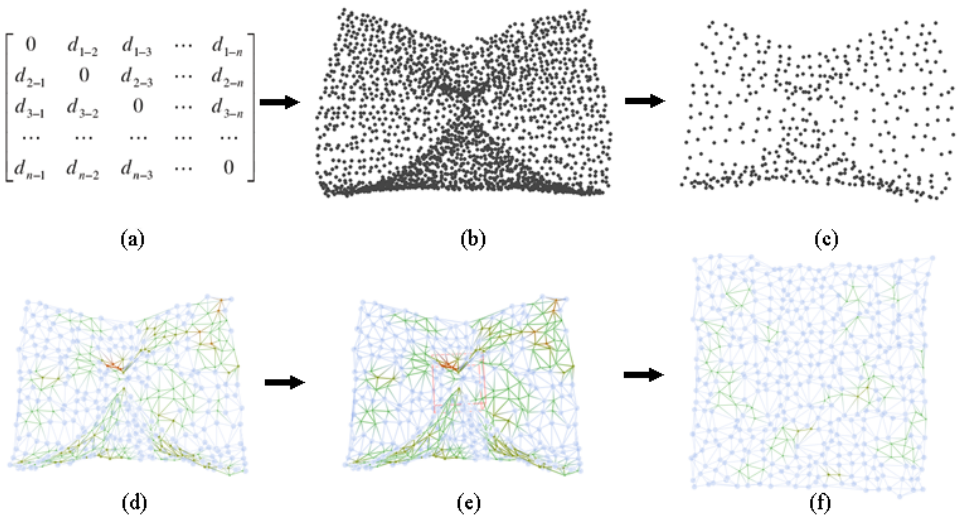 0 d₁₋₂ d₁₋₃ ⋯ d₁₋ₙ
d₂₋₁ 0 d₂₋₃ ⋯ d₂₋ₙ
d₃₋₁ d₃₋₂ 0 ⋯ d₃₋ₙ
⋯ ⋯ ⋯ ⋯ ⋯
dₙ₋₁ dₙ₋₂ dₙ₋₃ ⋯ 0
(a) (b) (c)
(d) (e) (f)